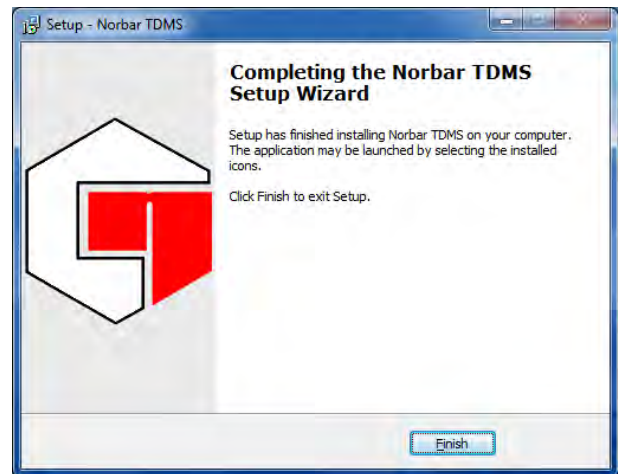 Setup - Norbar TDMS
Completing the Norbar TDMS
Setup Wizard
Setup has finished installing Norbar TDMS on your computer.
The application may be launched by selecting the installed
icons.
Click Finish to exit Setup.
Finish